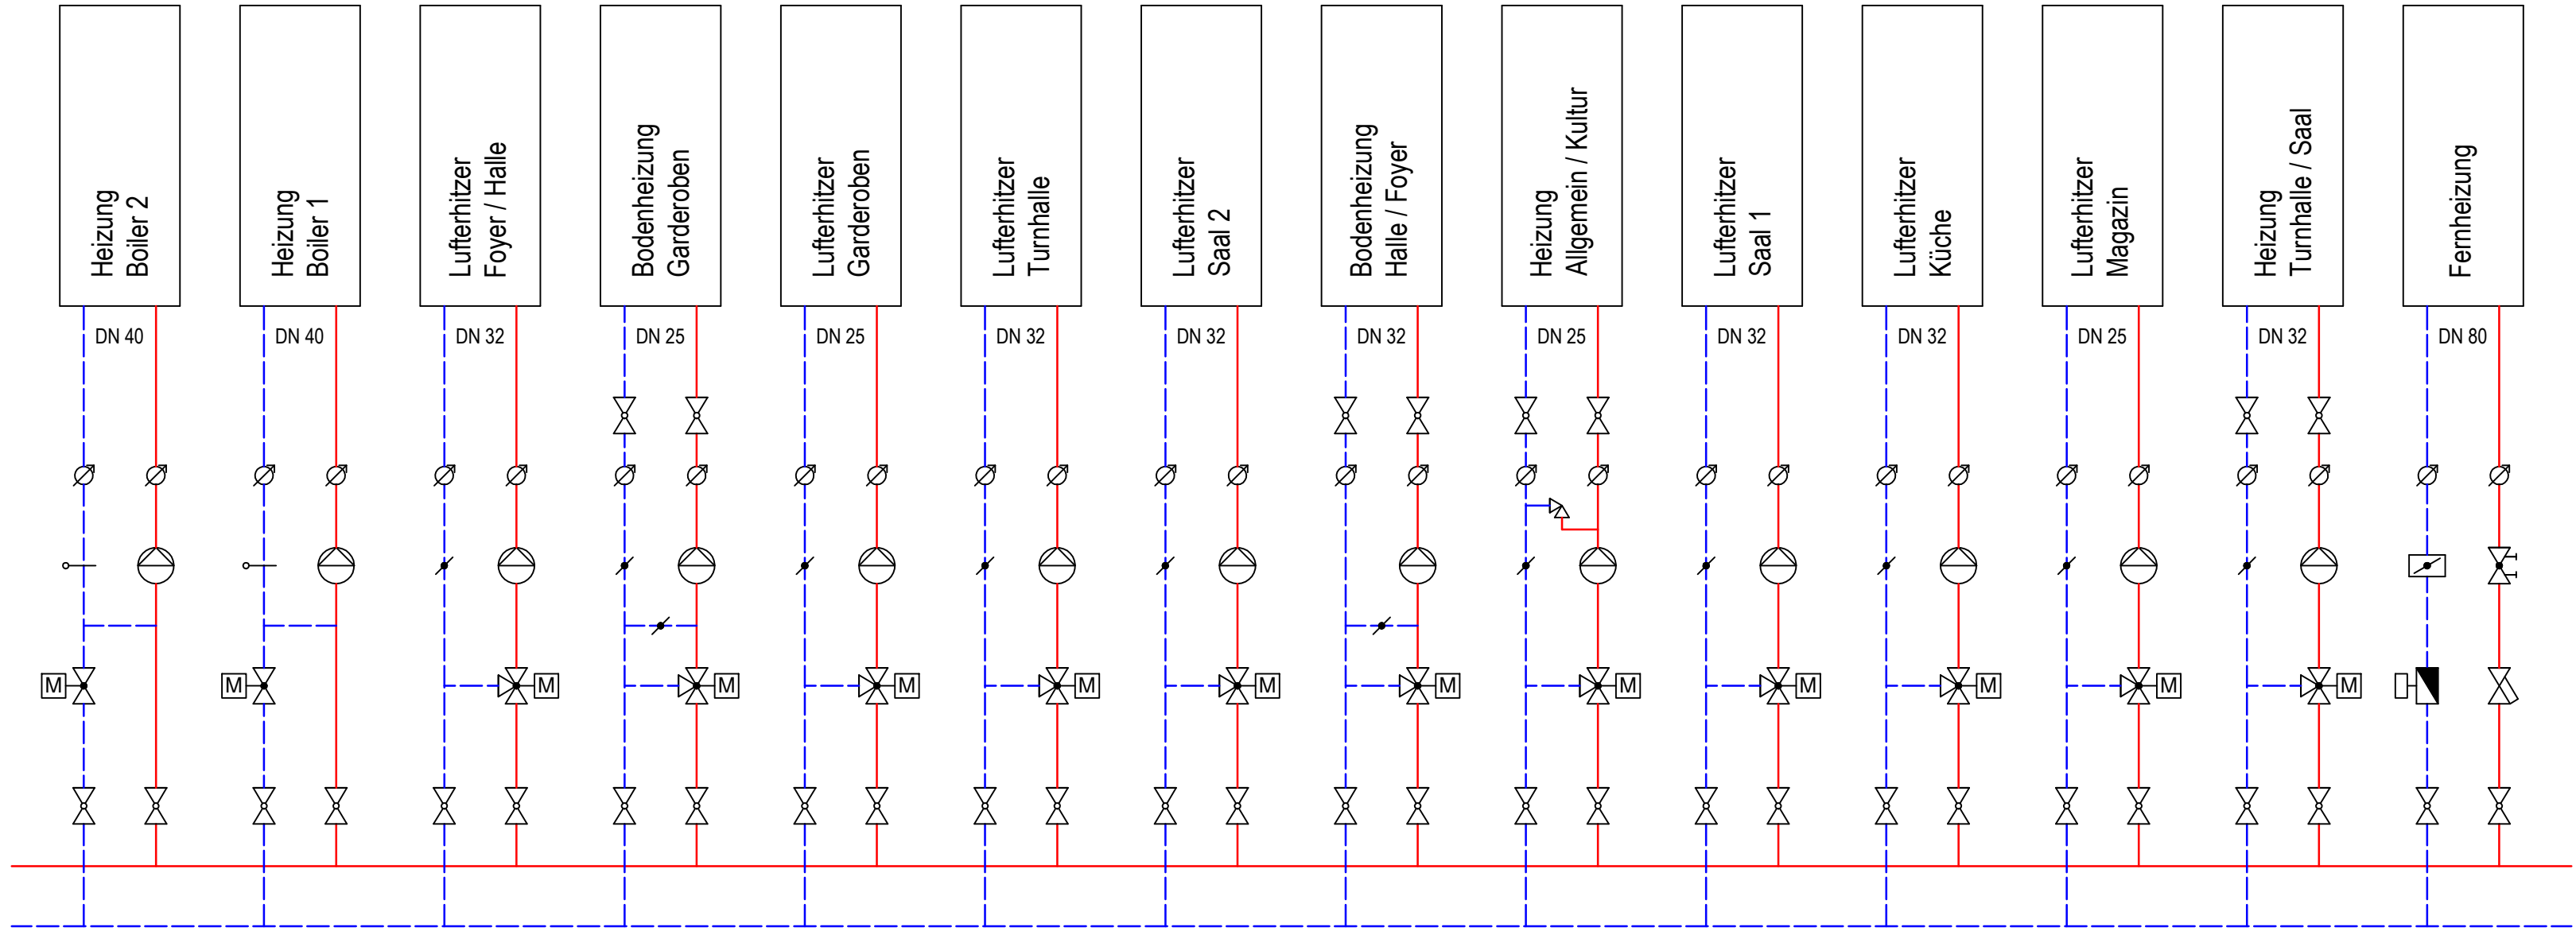 Heizung
Boiler 2
Heizung
Boiler 1
Lufterhitzer
Foyer / Halle
Bodenheizung
Garderoben
Lufterhitzer
Garderoben
Lufterhitzer
Turnhalle
Lufterhitzer
Saal 2
Bodenheizung
Halle / Foyer
Heizung
Allgemein / Kultur
Lufterhitzer
Saal 1
Lufterhitzer
Küche
Lufterhitzer
Magazin
Heizung
Turnhalle / Saal
Fernheizung
DN 40
DN 40
DN 32
DN 25
DN 25
DN 32
DN 32
DN 32
DN 25
DN 32
DN 32
DN 25
DN 32
DN 80
M
M
M
M
M
M
M
M
M
M
M
M
M